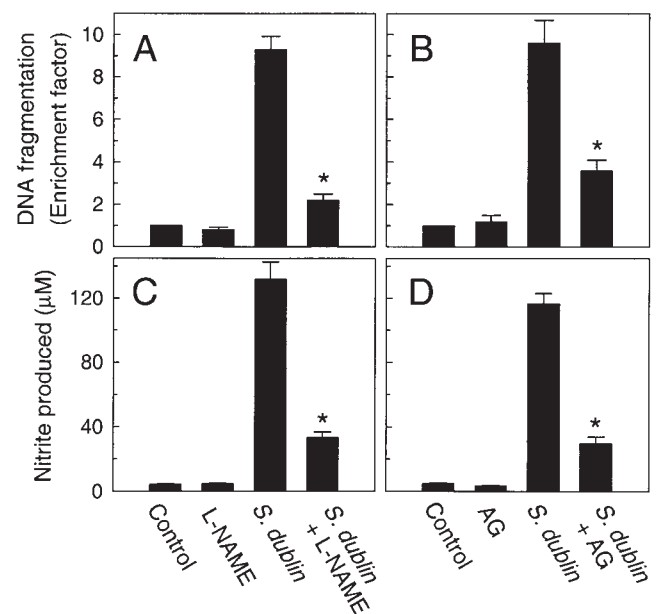 A
B
DNA fragmentation
(Enrichment factor)
10
8
6
4
2
0
*
*
C
D
Nitrite produced (μM)
120
80
40
0
*
*
Control
L-NAME
S. dublin
S. dublin
+ L-NAME
Control
AG
S. dublin
S. dublin
+ AG